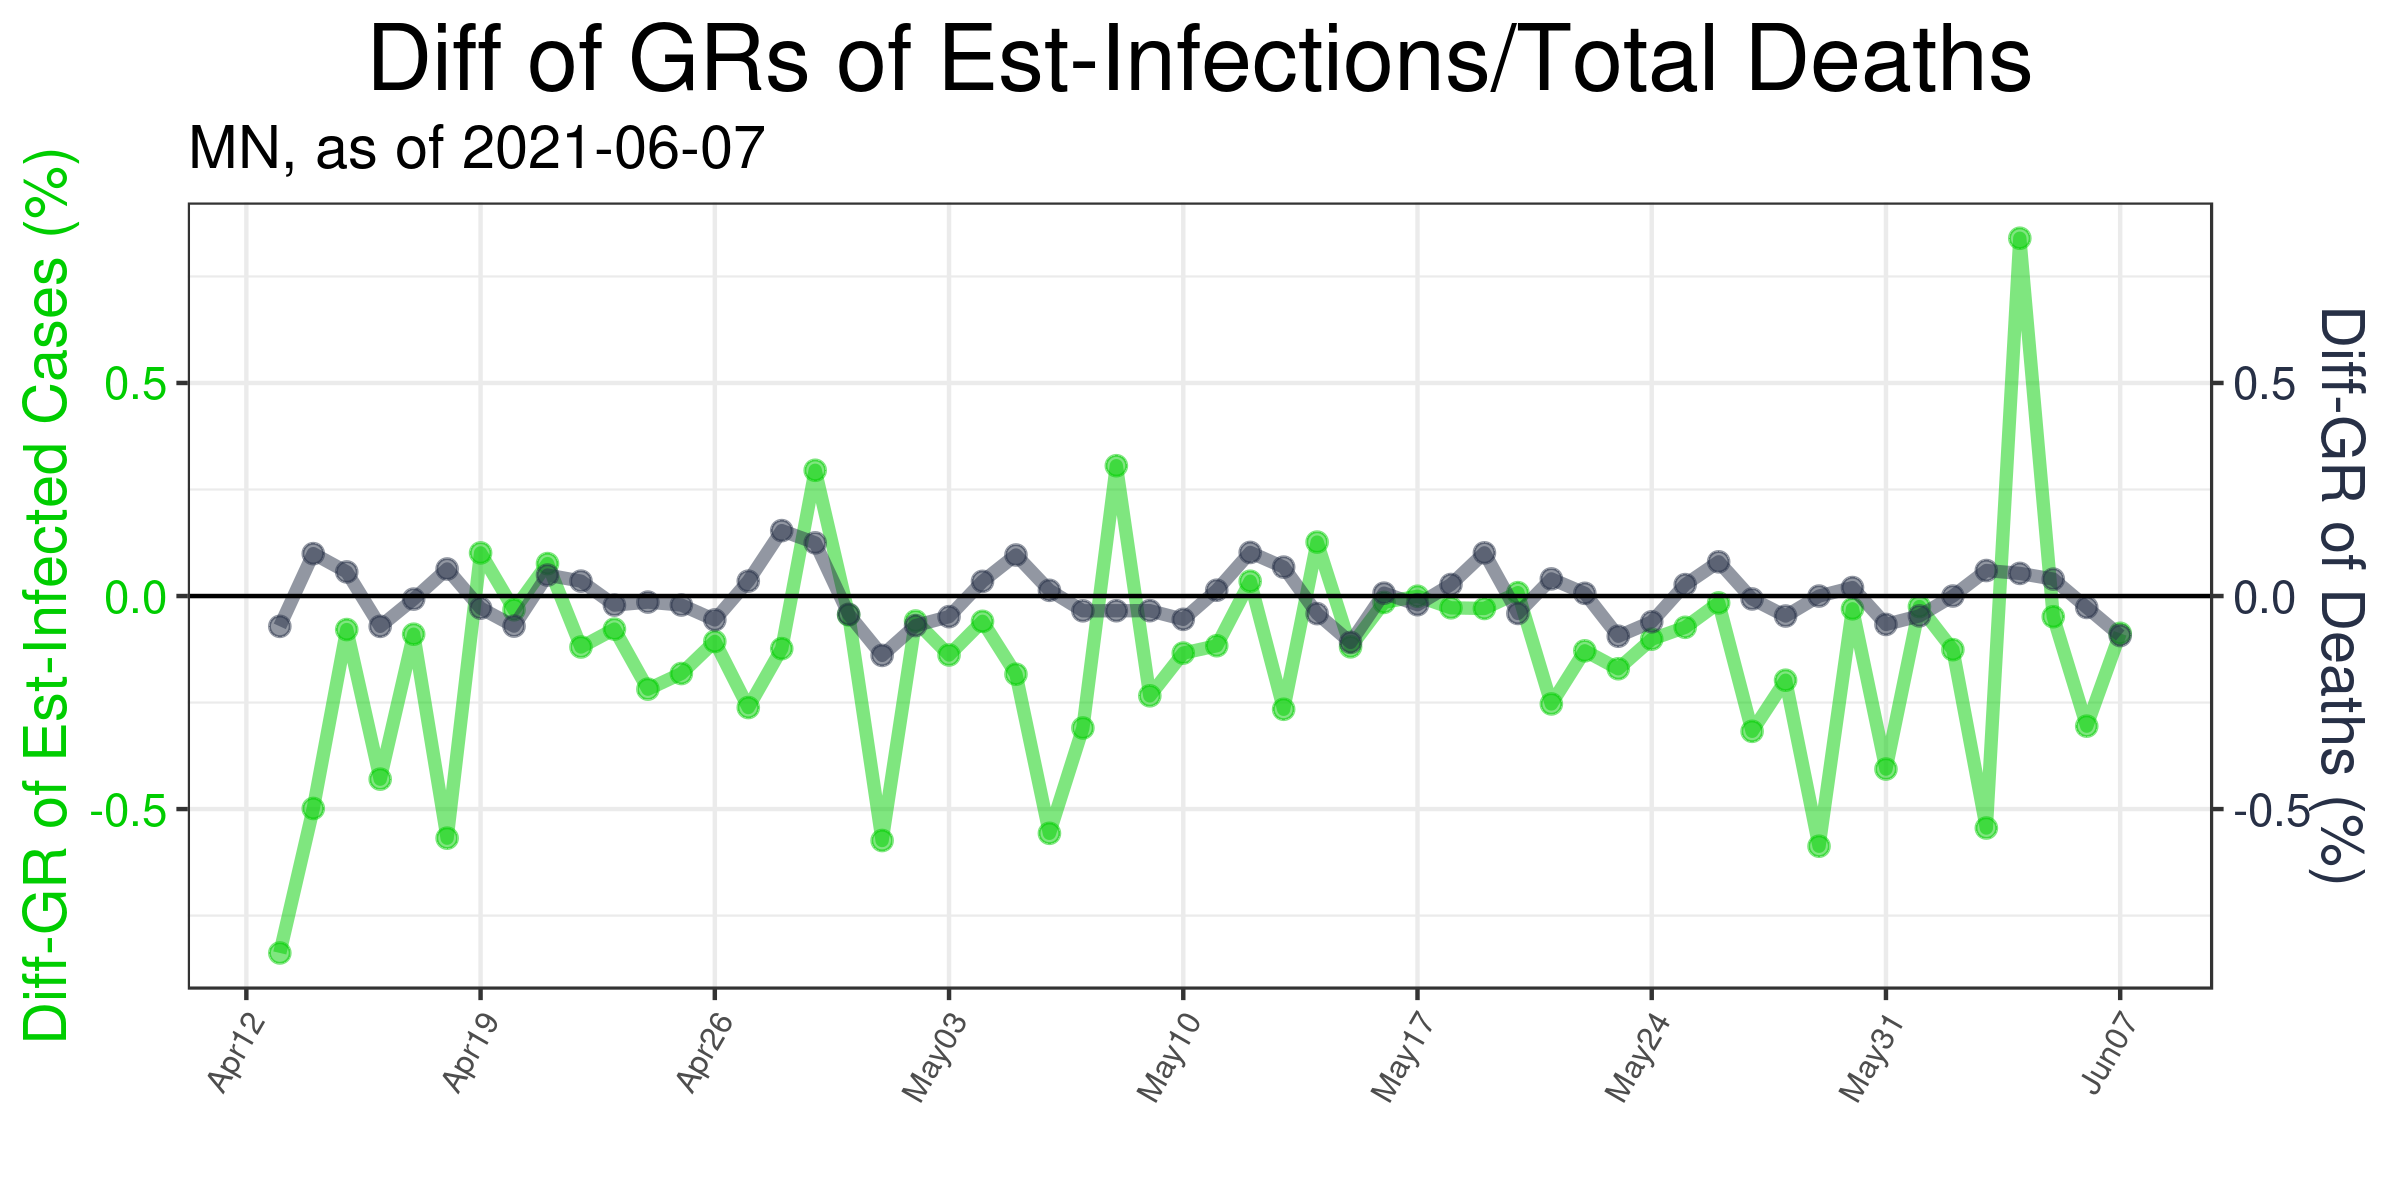 Diff of GRs of Est-Infections/Total Deaths
MN, as of 2021-06-07
Diff-GR of Est-Infected Cases (%)
0.5
0.0
-0.5
0.5
0.0
-0.5
Diff-GR of Deaths (%)
Apr12
Apr19
Apr26
May03
May10
May17
May24
May31
Jun07